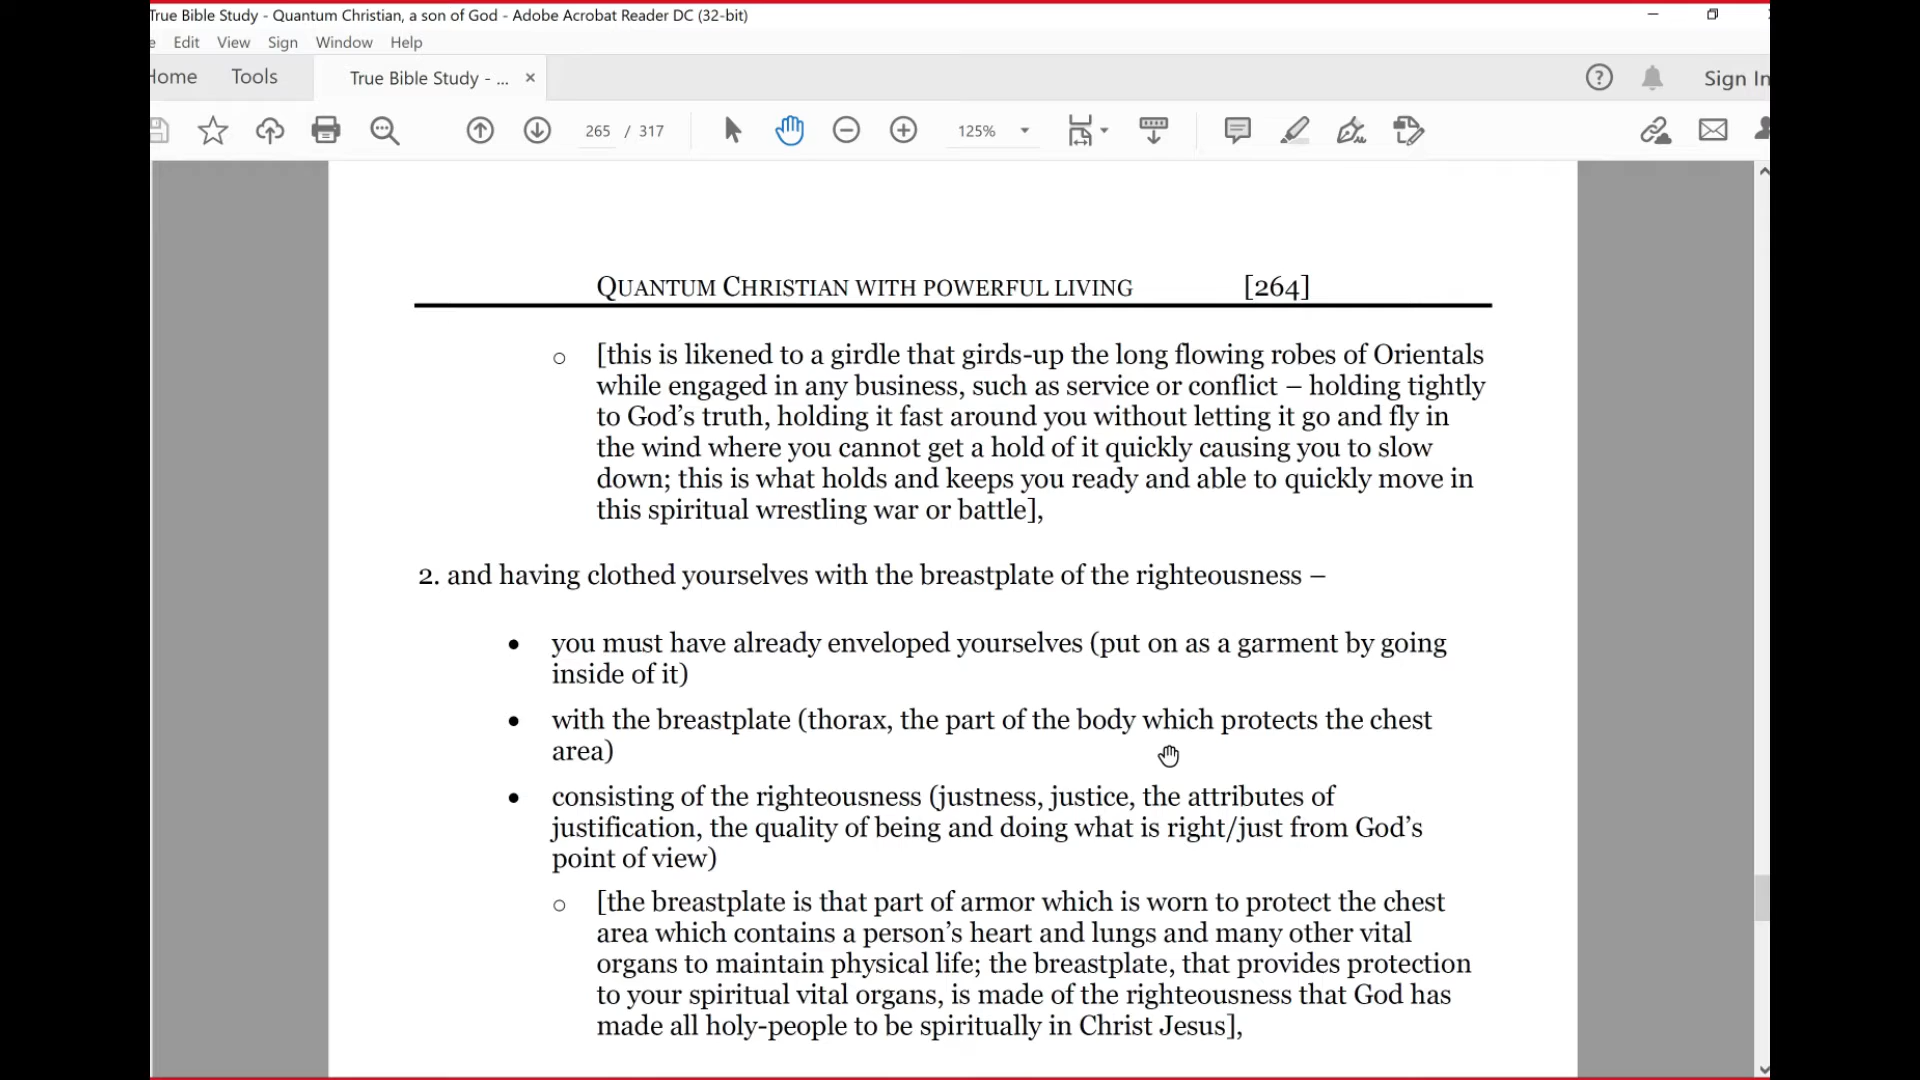 True Bible Study - Quantum Christian, a son of God - Adobe Acrobat Reader DC (32-bit)
e Edit View Sign Window Help
Home Tools True Bible Study - ... × Sign In
265 / 317 125%
QUANTUM CHRISTIAN WITH POWERFUL LIVING [264]
○ [this is likened to a girdle that girds-up the long flowing robes of Orientals
while engaged in any business, such as service or conflict – holding tightly
to God’s truth, holding it fast around you without letting it go and fly in
the wind where you cannot get a hold of it quickly causing you to slow
down; this is what holds and keeps you ready and able to quickly move in
this spiritual wrestling war or battle],
2. and having clothed yourselves with the breastplate of the righteousness –
• you must have already enveloped yourselves (put on as a garment by going
inside of it)
• with the breastplate (thorax, the part of the body which protects the chest
area)
• consisting of the righteousness (justness, justice, the attributes of
justification, the quality of being and doing what is right/just from God’s
point of view)
○ [the breastplate is that part of armor which is worn to protect the chest
area which contains a person’s heart and lungs and many other vital
organs to maintain physical life; the breastplate, that provides protection
to your spiritual vital organs, is made of the righteousness that God has
made all holy-people to be spiritually in Christ Jesus],